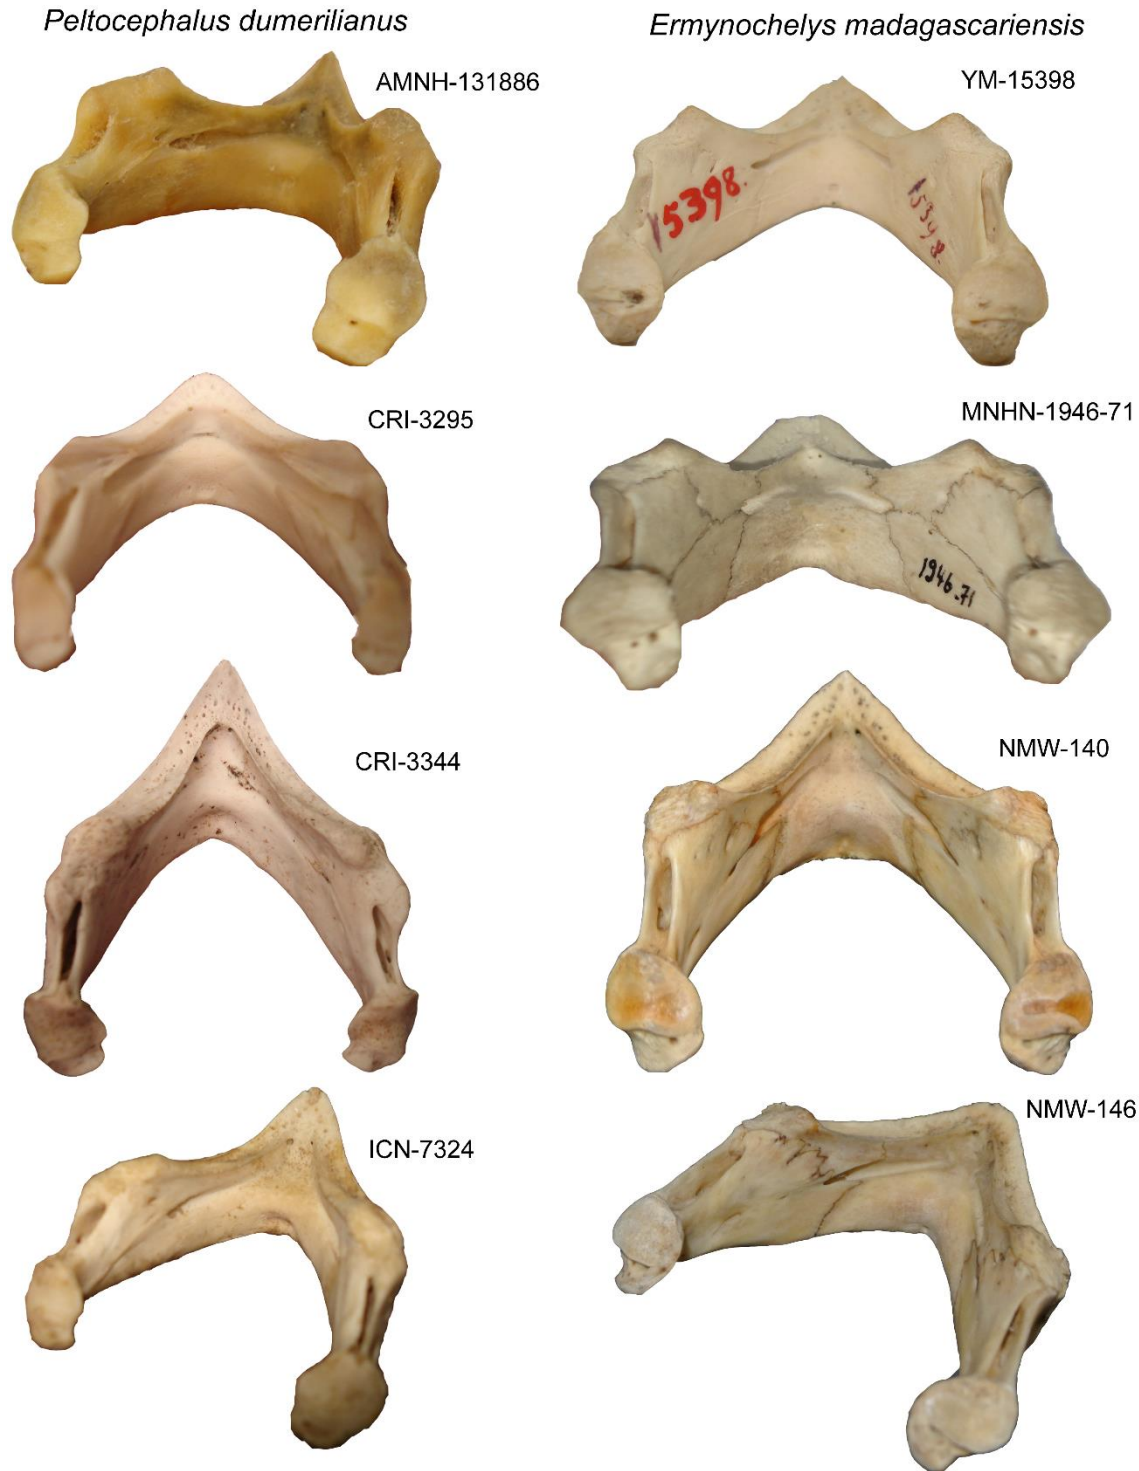 Peltocephalus dumerilianus
Ermynochelys madagascariensis
AMNH-131886
YM-15398
15398.
15398.
CRI-3295
MNHN-1946-71
1946-71
CRI-3344
NMW-140
ICN-7324
NMW-146